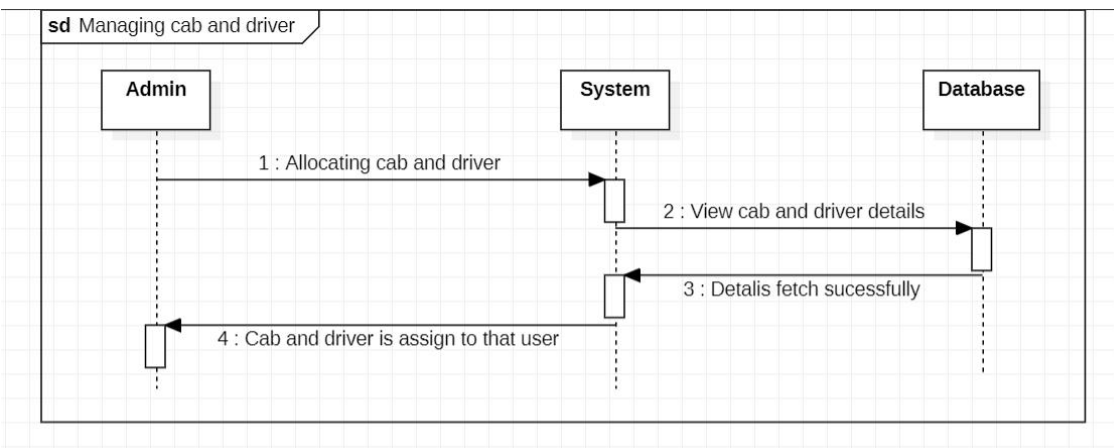 sd Managing cab and driver
Admin
System
Database
1 : Allocating cab and driver
2 : View cab and driver details
3 : Detalis fetch sucessfully
4 : Cab and driver is assign to that user